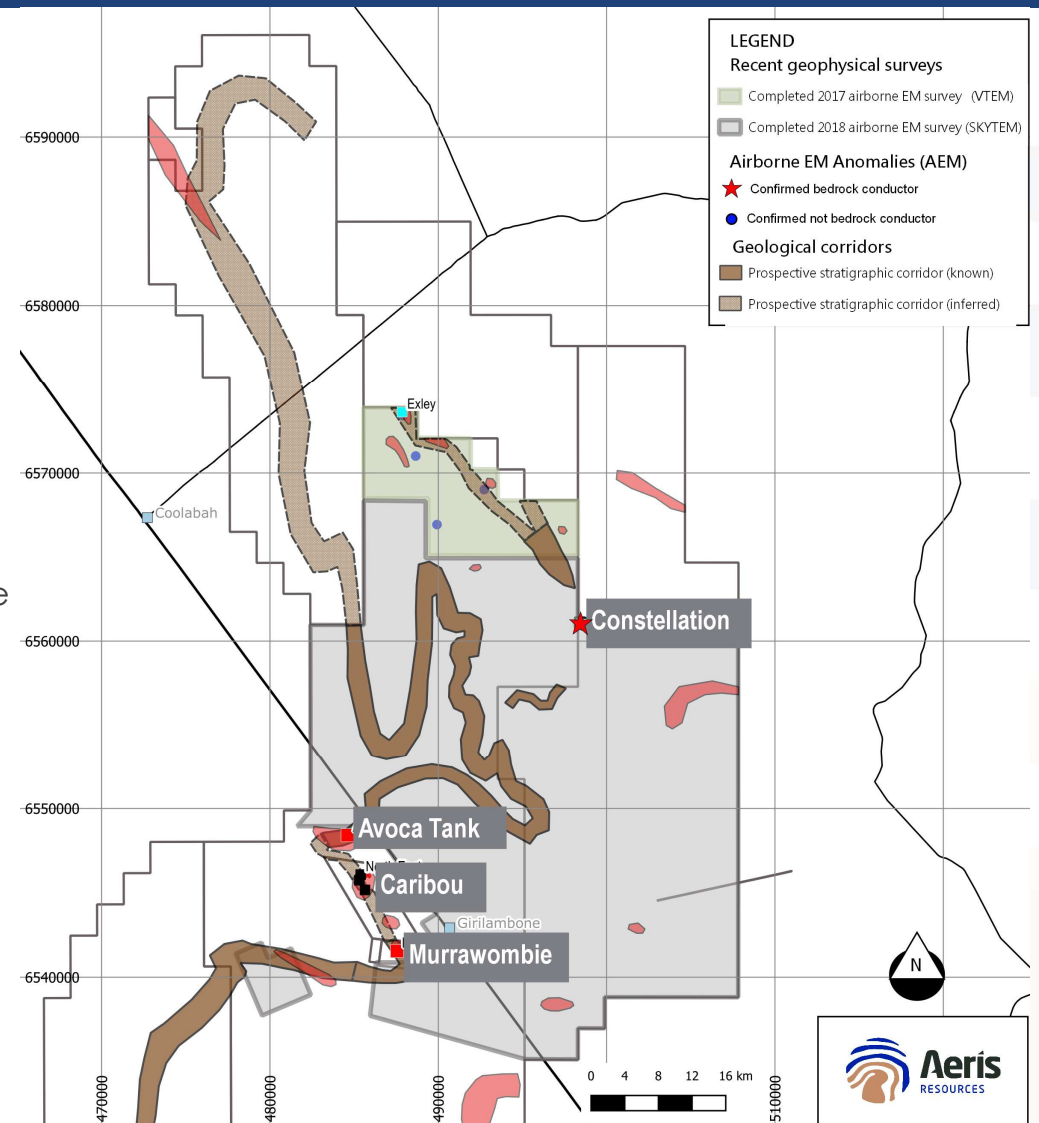 LEGEND
Recent geophysical surveys
Completed 2017 airborne EM survey (VTEM)
Completed 2018 airborne EM survey (SKYTEM)
Airborne EM Anomalies (AEM)
Confirmed bedrock conductor
Confirmed not bedrock conductor
Geological corridors
Prospective stratigraphic corridor (known)
Prospective stratigraphic corridor (inferred)
6590000
6580000
Exley
6570000
Coolabah
e
Constellation
6560000
6550000
Avoca Tank
Caribou
Girilambone
Murrawombie
6540000
N
0 4 8 12 16 km
470000
480000
490000
510000
Aeris
RESOURCES